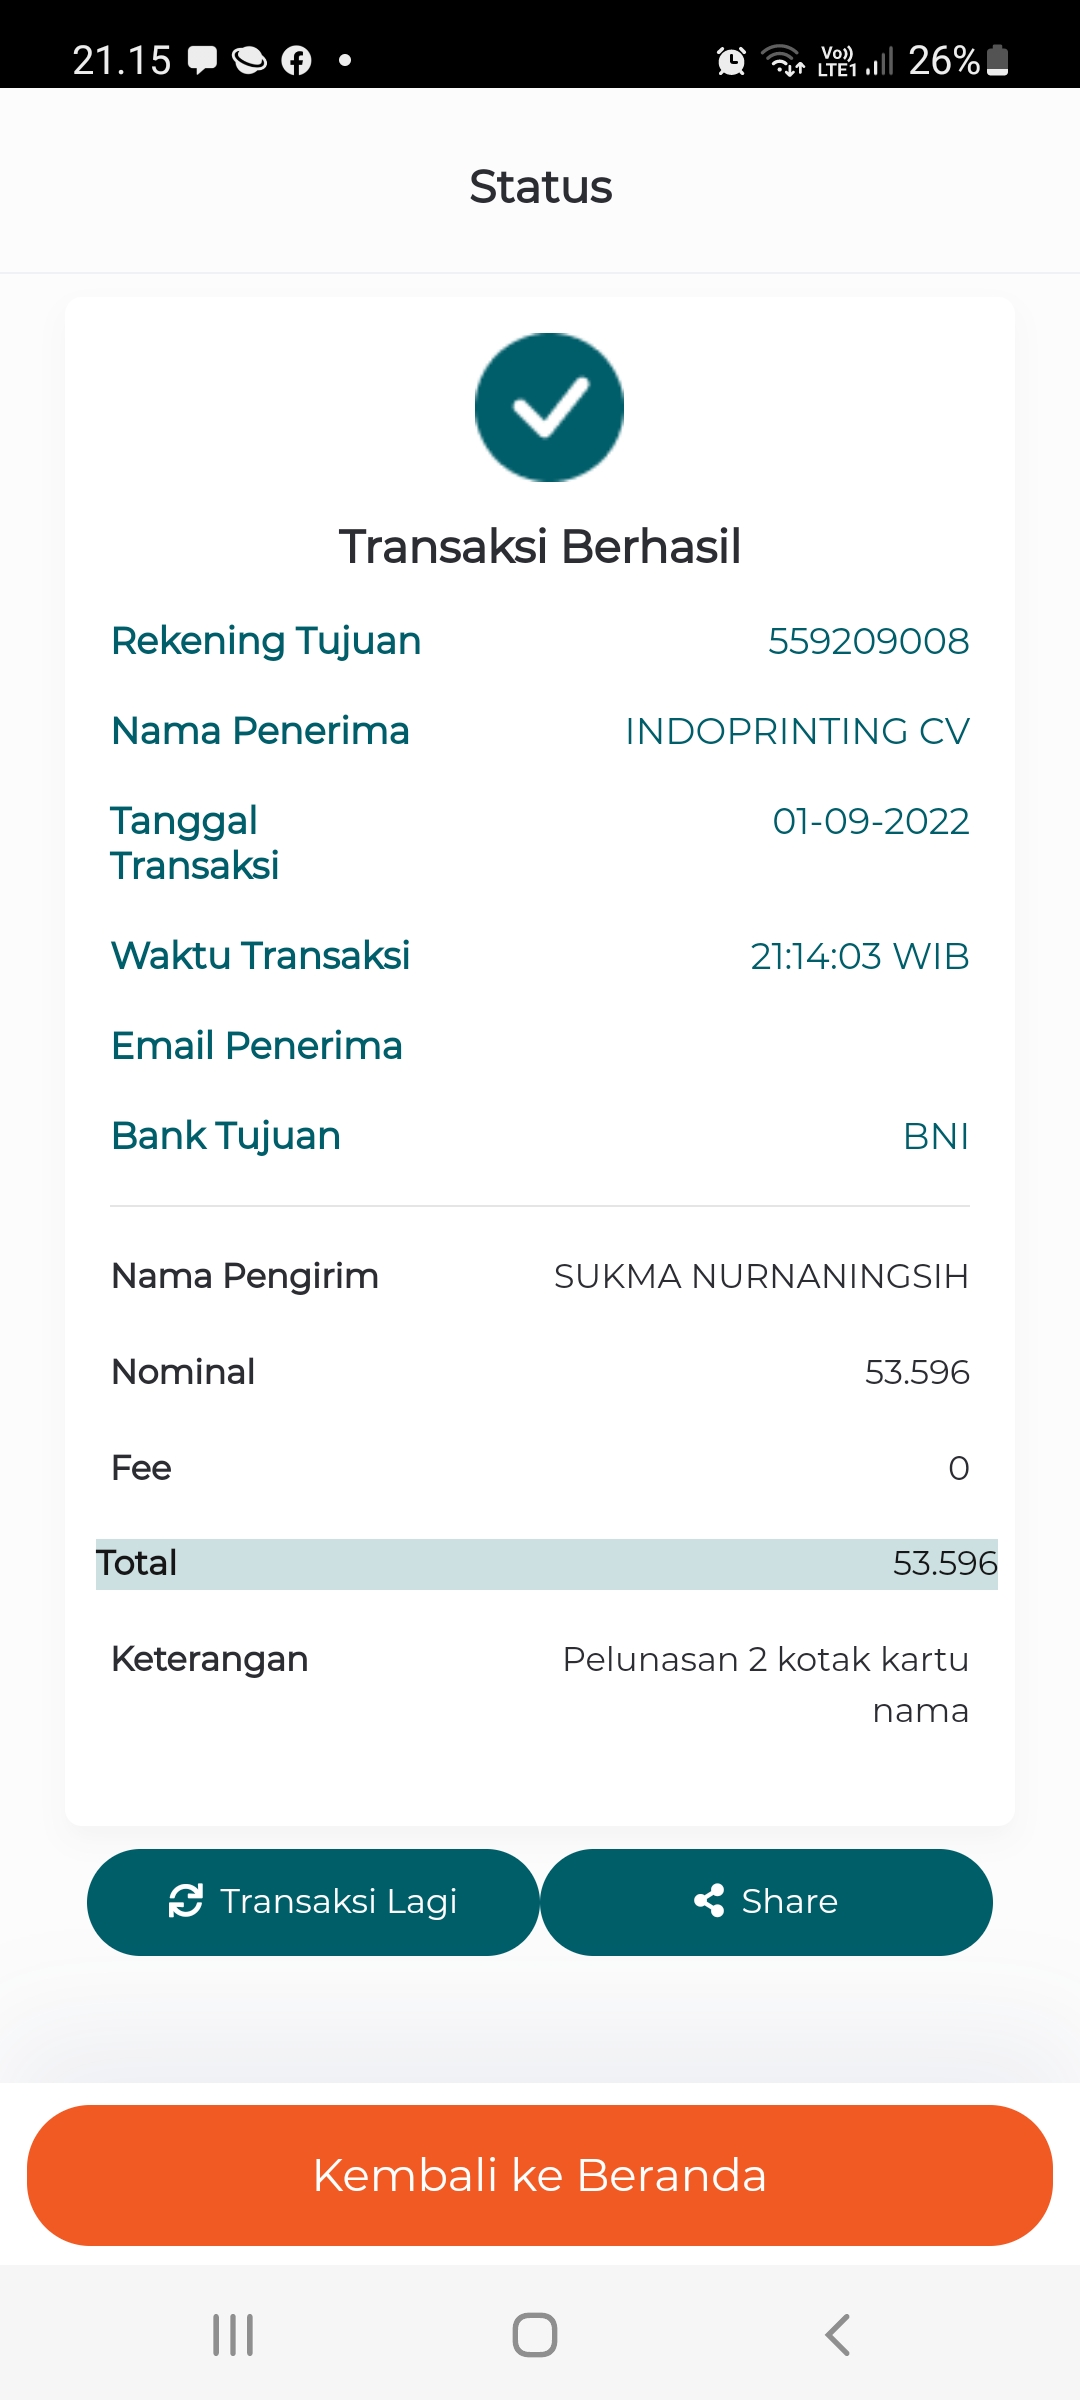 21.15
Vo))
LTE1
26%
Status
Transaksi Berhasil
Rekening Tujuan 559209008
Nama Penerima INDOPRINTING CV
Tanggal 01-09-2022
Transaksi
Waktu Transaksi 21:14:03 WIB
Email Penerima
Bank Tujuan BNI
Nama Pengirim SUKMA NURNANINGSIH
Nominal 53.596
Fee 0
Total 53.596
Keterangan Pelunasan 2 kotak kartu
nama
Transaksi Lagi
Share
Kembali ke Beranda